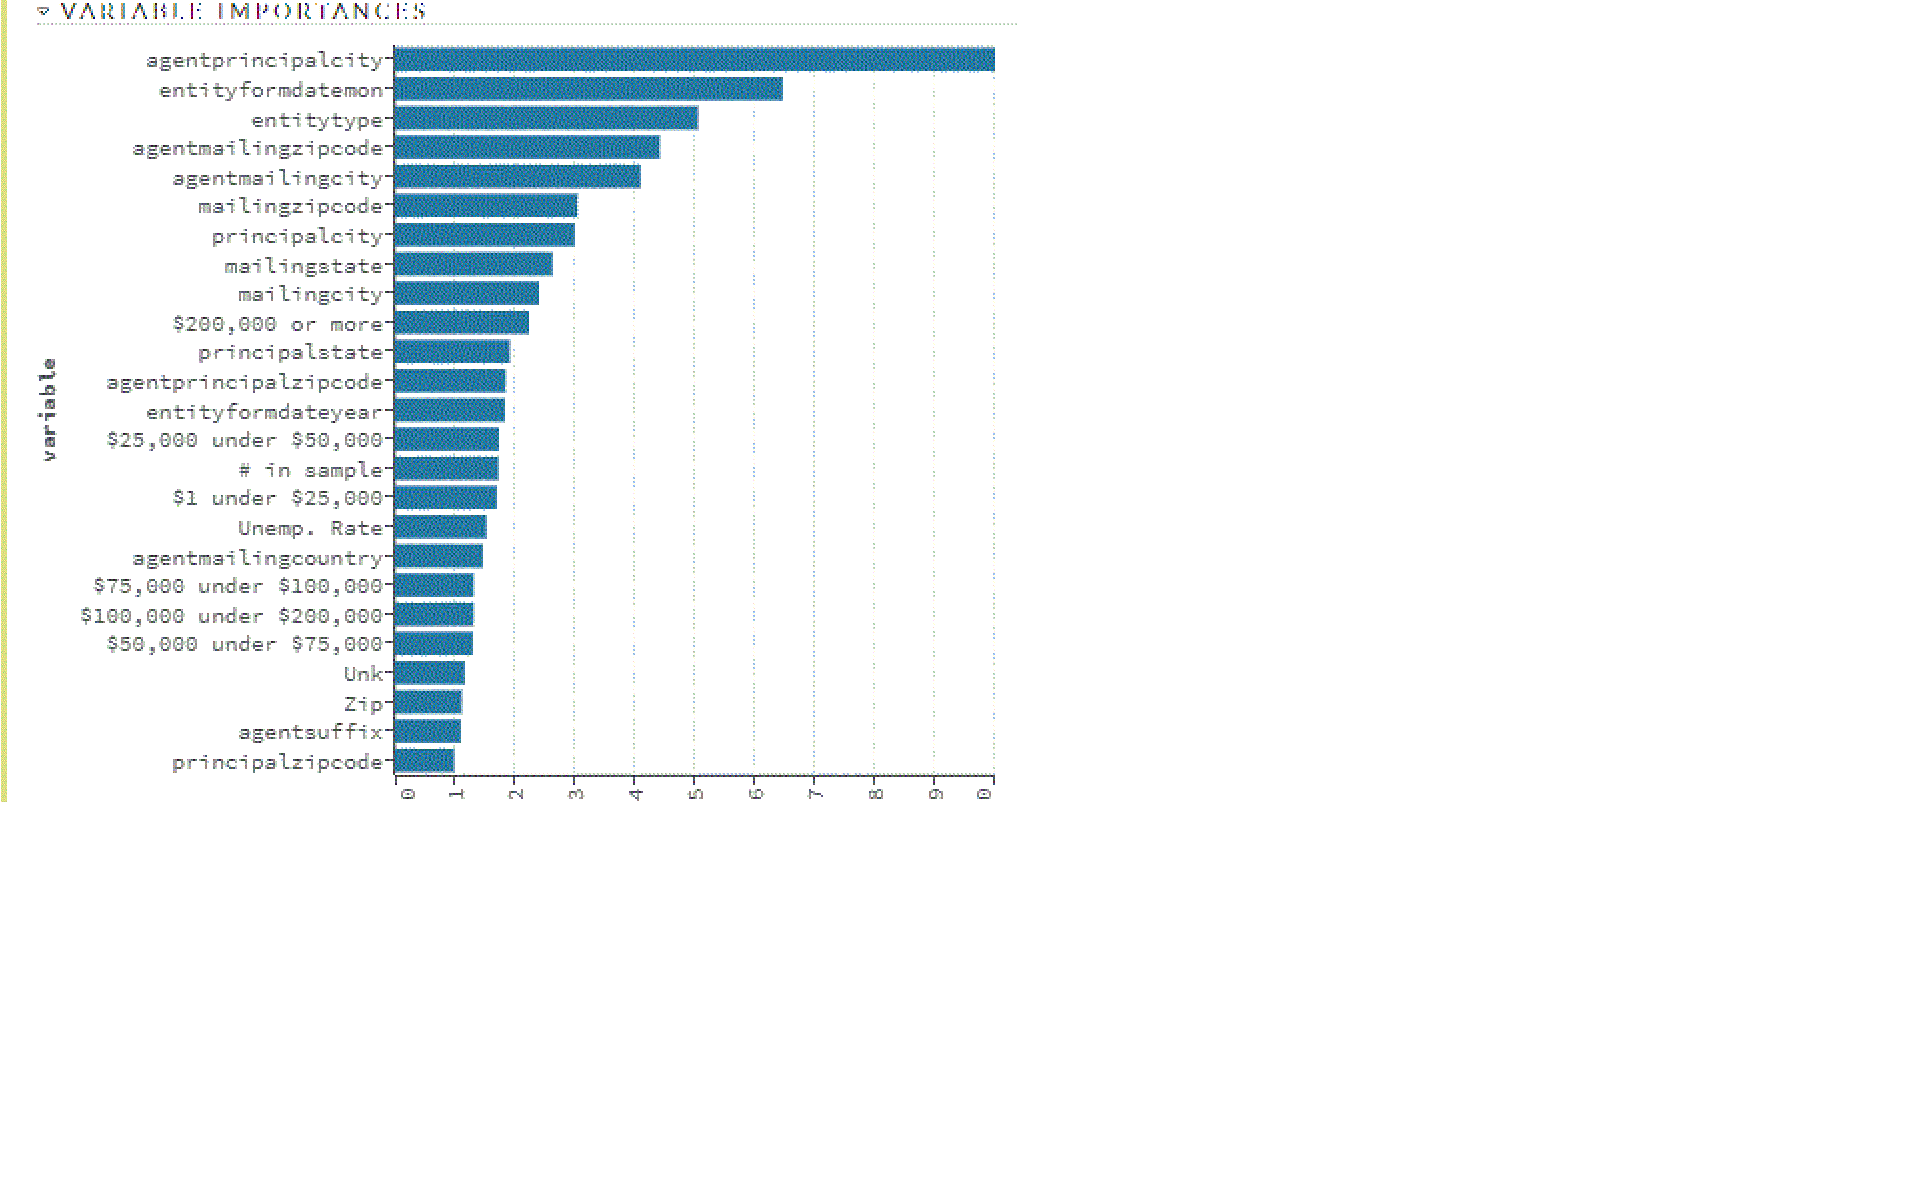 VARIABLE IMPORTANCES
agentprincipalcity
entityformdatemon
entitytype
agentmailingzipcode
agentmailingcity
mailingzipcode
principalcity
mailingstate
mailingcity
$200,000 or more
principalstate
agentprincipalzipcode
entityformdateyear
$25,000 under $50,000
# in sample
$1 under $25,000
Unemp. Rate
agentmailingcountry
$75,000 under $100,000
$100,000 under $200,000
$50,000 under $75,000
Unk
Zip
agentsuffix
principalzipcode
variable
0 1 2 3 4 5 6 7 8 9 0